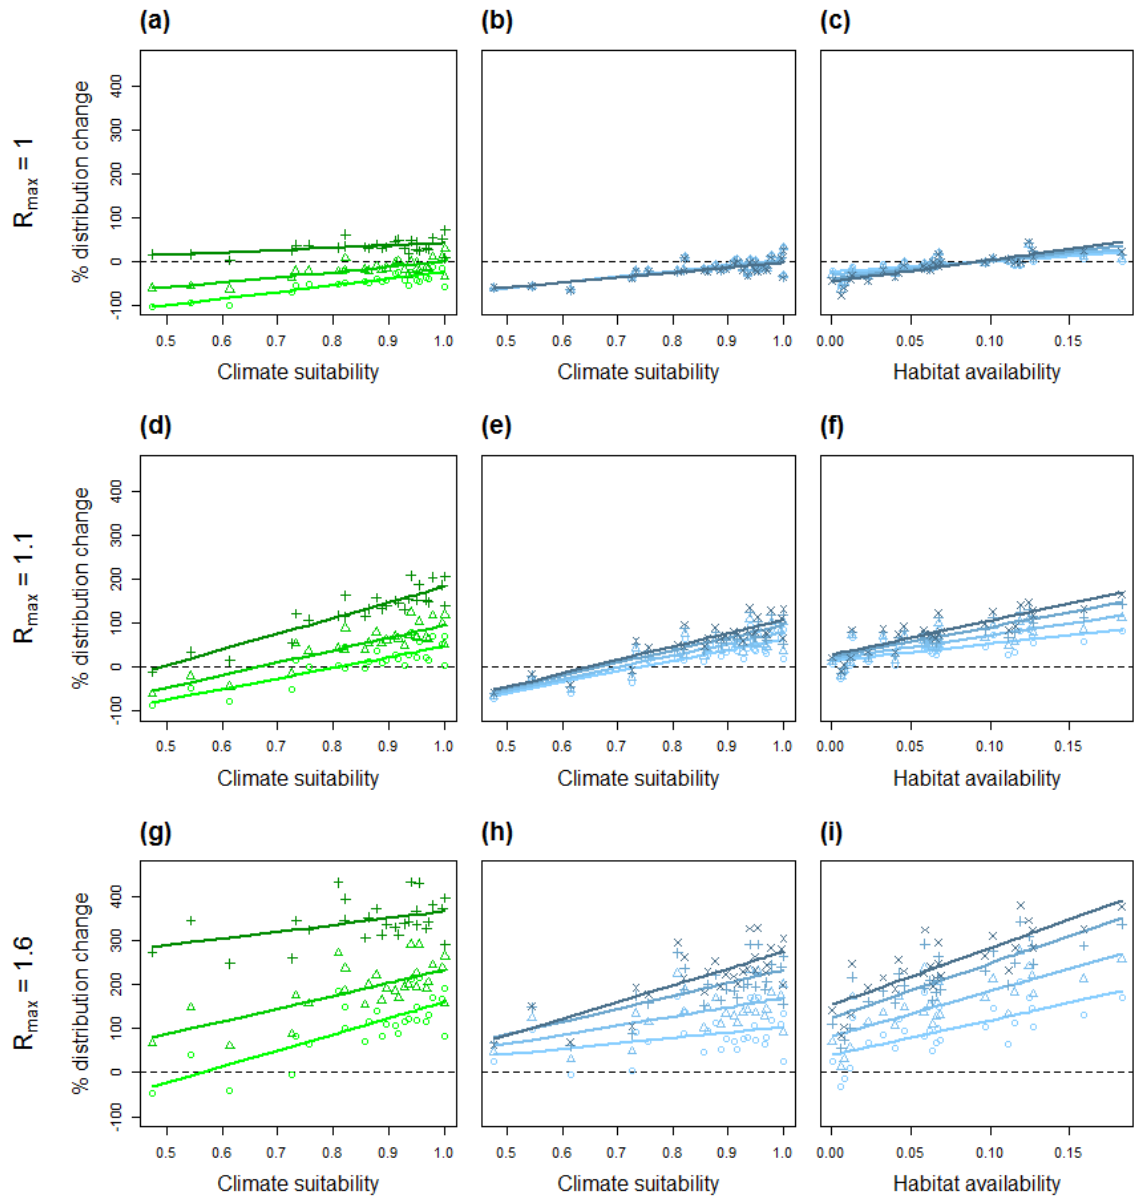 (a) (b) (c)
R_max = 1
% distribution change
-100 0 100 200 300 400
0.5 0.6 0.7 0.8 0.9 1.0
0.5 0.6 0.7 0.8 0.9 1.0
0.00 0.05 0.10 0.15
Climate suitability Climate suitability Habitat availability
(d) (e) (f)
R_max = 1.1
% distribution change
-100 0 100 200 300 400
0.5 0.6 0.7 0.8 0.9 1.0
0.5 0.6 0.7 0.8 0.9 1.0
0.00 0.05 0.10 0.15
Climate suitability Climate suitability Habitat availability
(g) (h) (i)
R_max = 1.6
% distribution change
-100 0 100 200 300 400
0.5 0.6 0.7 0.8 0.9 1.0
0.5 0.6 0.7 0.8 0.9 1.0
0.00 0.05 0.10 0.15
Climate suitability Climate suitability Habitat availability